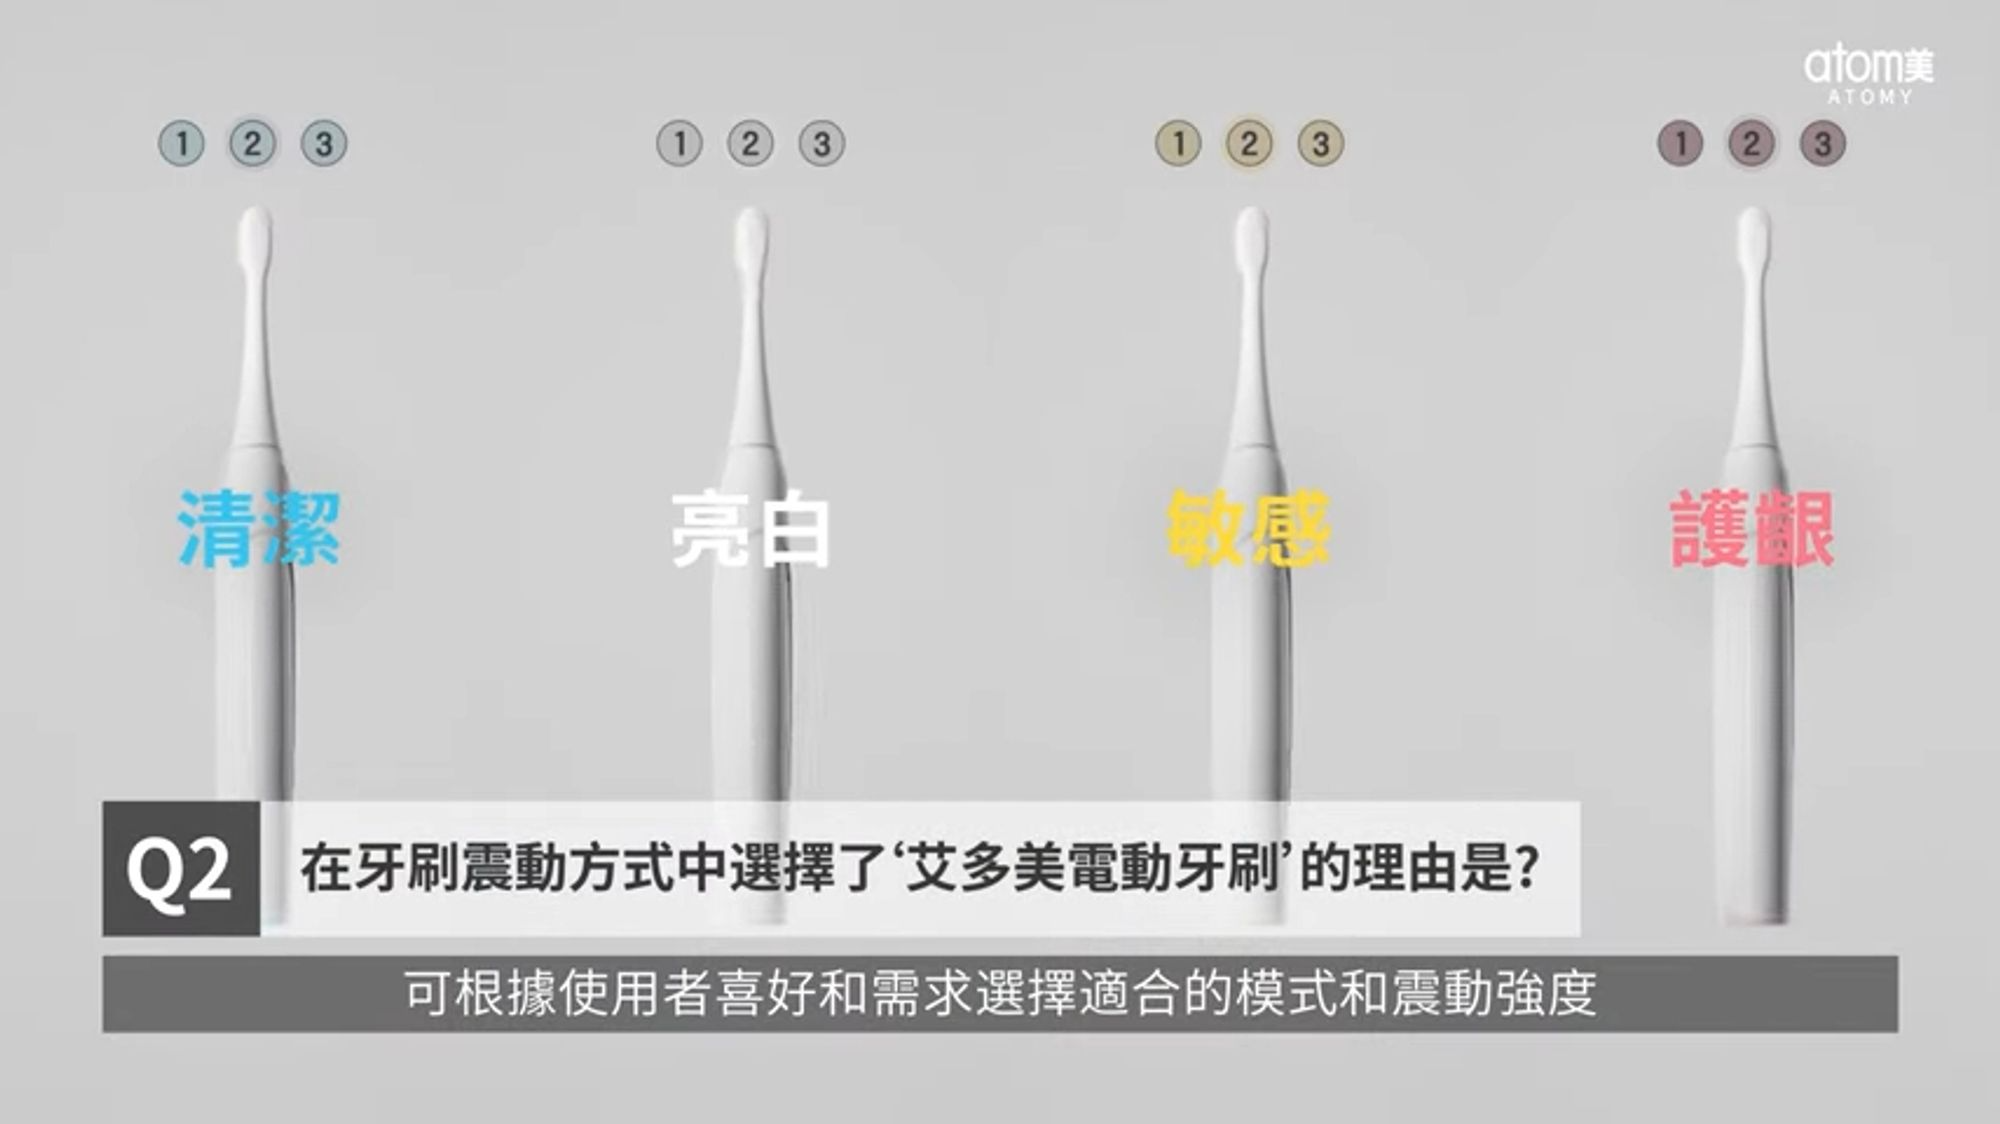 atom美
ATOMY
1 2 3
1 2 3
1 2 3
1 2 3
清潔
亮白
敏感
護齦
Q2
在牙刷震動方式中選擇了‘艾多美電動牙刷’的理由是?
可根據使用者喜好和需求選擇適合的模式和震動強度